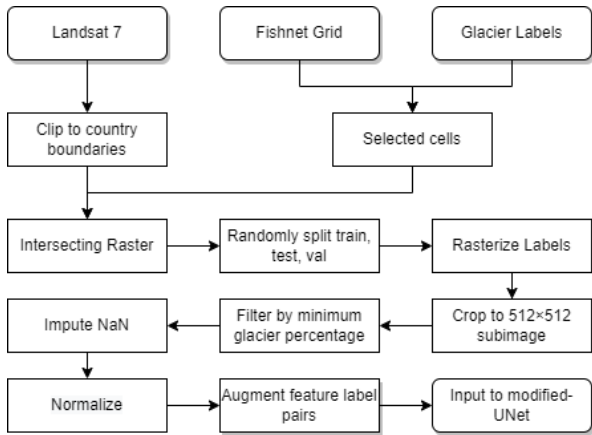 Landsat 7
Fishnet Grid
Glacier Labels
Clip to country
boundaries
Selected cells
Intersecting Raster
Randomly split train,
test, val
Rasterize Labels
Impute NaN
Filter by minimum
glacier percentage
Crop to 512×512
subimage
Normalize
Augment feature label
pairs
Input to modified-
UNet